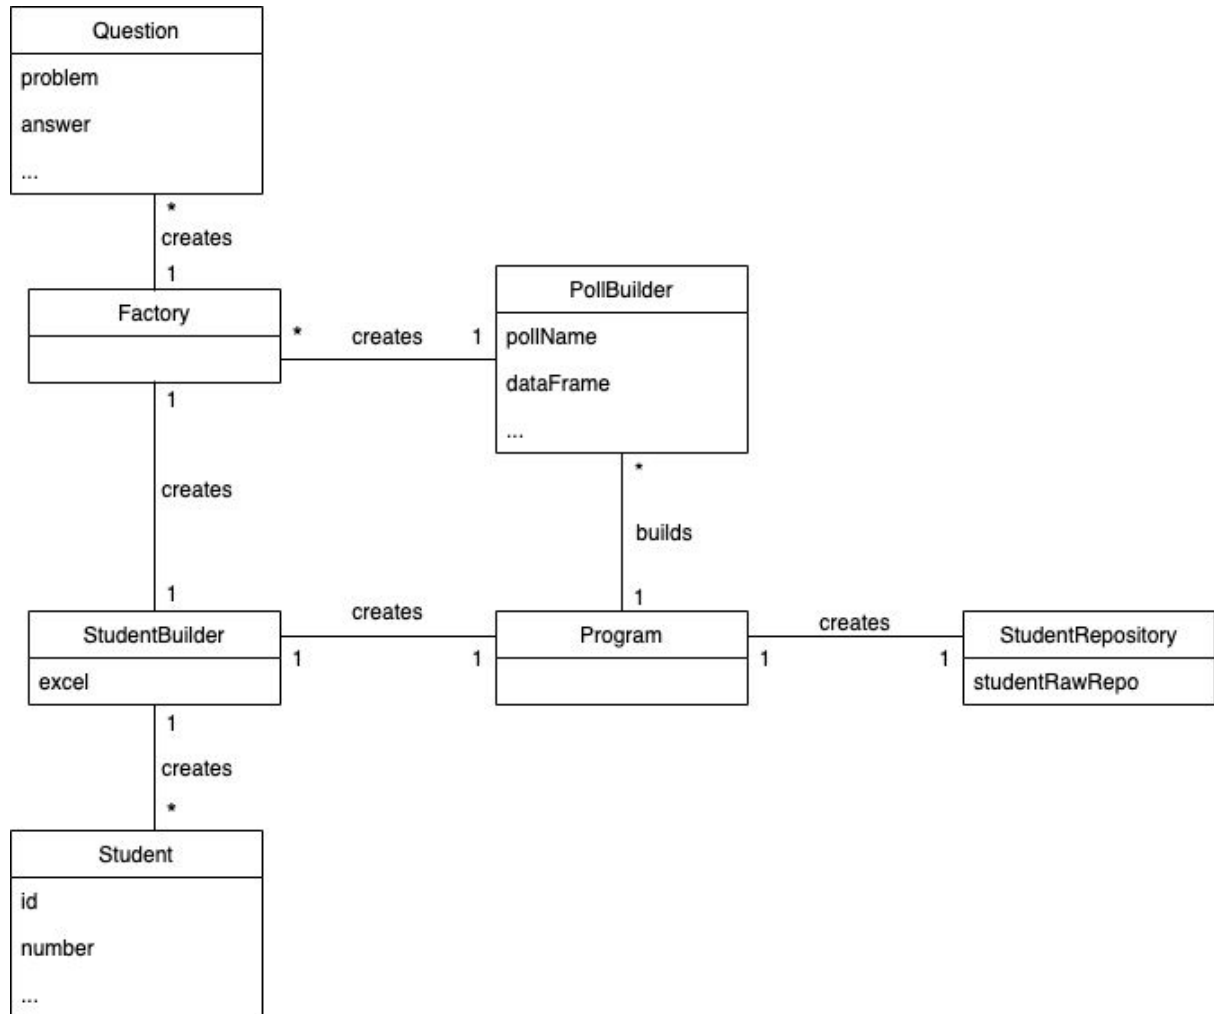 Question
problem
answer
...
*
creates
1
Factory
* creates 1
PollBuilder
pollName
dataFrame
...
1
creates
1
*
builds
1
StudentBuilder
excel
creates
1 1
Program
creates
1 1
StudentRepository
studentRawRepo
1
creates
*
Student
id
number
...